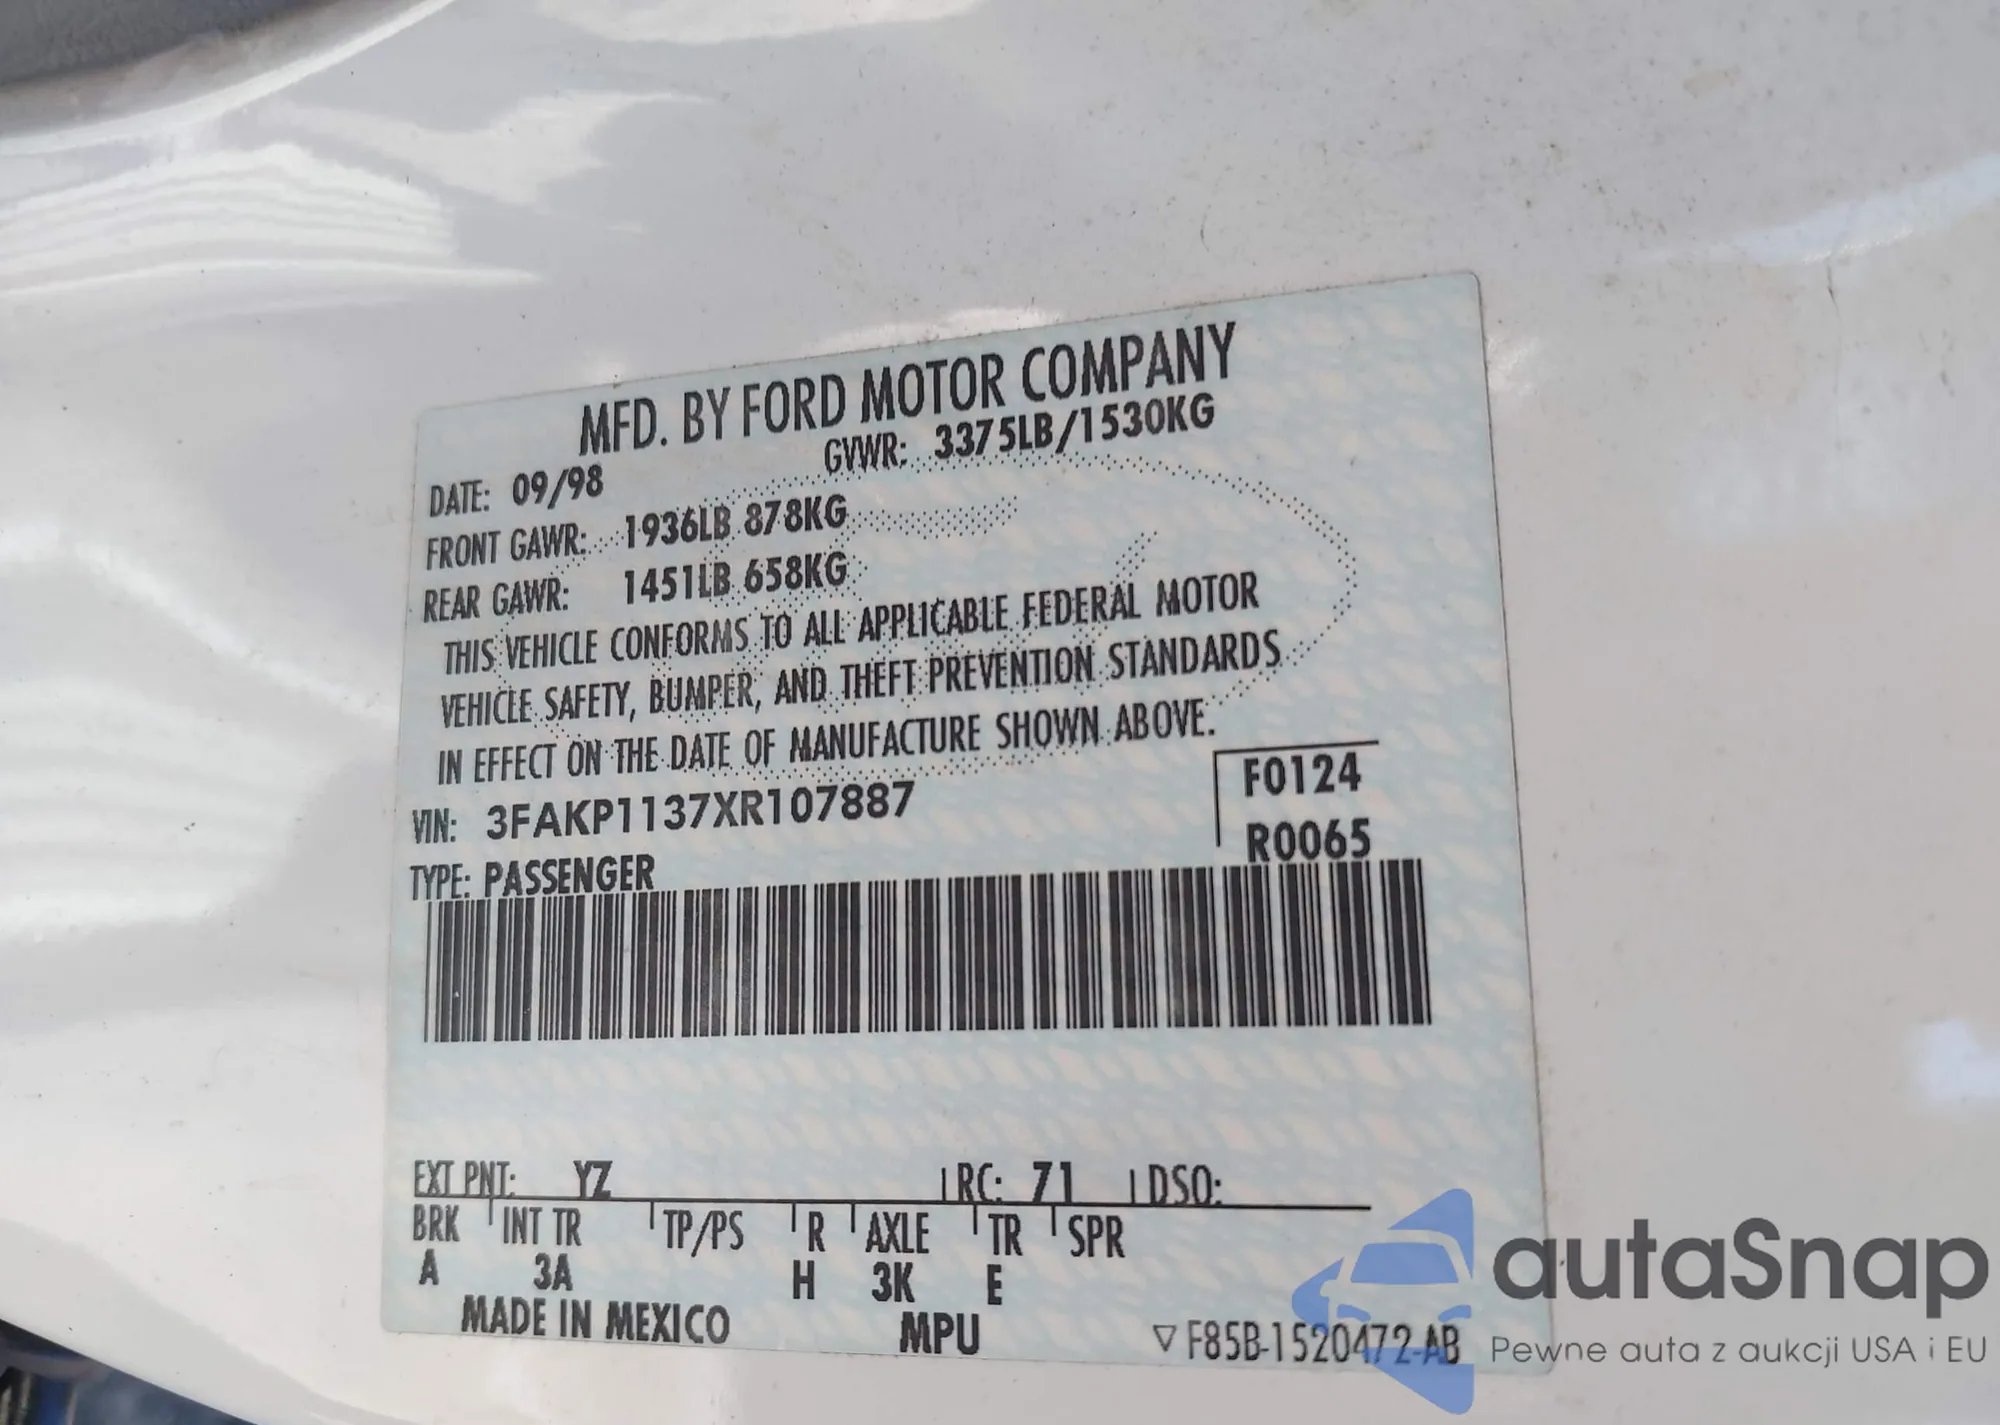 MFD. BY FORD MOTOR COMPANY
DATE: 09/98 GVWR: 3375LB/1530KG
FRONT GAWR: 1936LB 878KG
REAR GAWR: 1451LB 658KG
THIS VEHICLE CONFORMS TO ALL APPLICABLE FEDERAL MOTOR
VEHICLE SAFETY, BUMPER, AND THEFT PREVENTION STANDARDS
IN EFFECT ON THE DATE OF MANUFACTURE SHOWN ABOVE.
VIN: 3FAKP1137XR107887 F0124
TYPE: PASSENGER R0065
EXT PNT: YZ RC: 71 DSO:
BRK INT TR TP/PS R AXLE TR SPR
A 3A H 3K E
MADE IN MEXICO MPU ▽ F85B-1520472-AB
autaSnap
Pewne auta z aukcji USA i EU